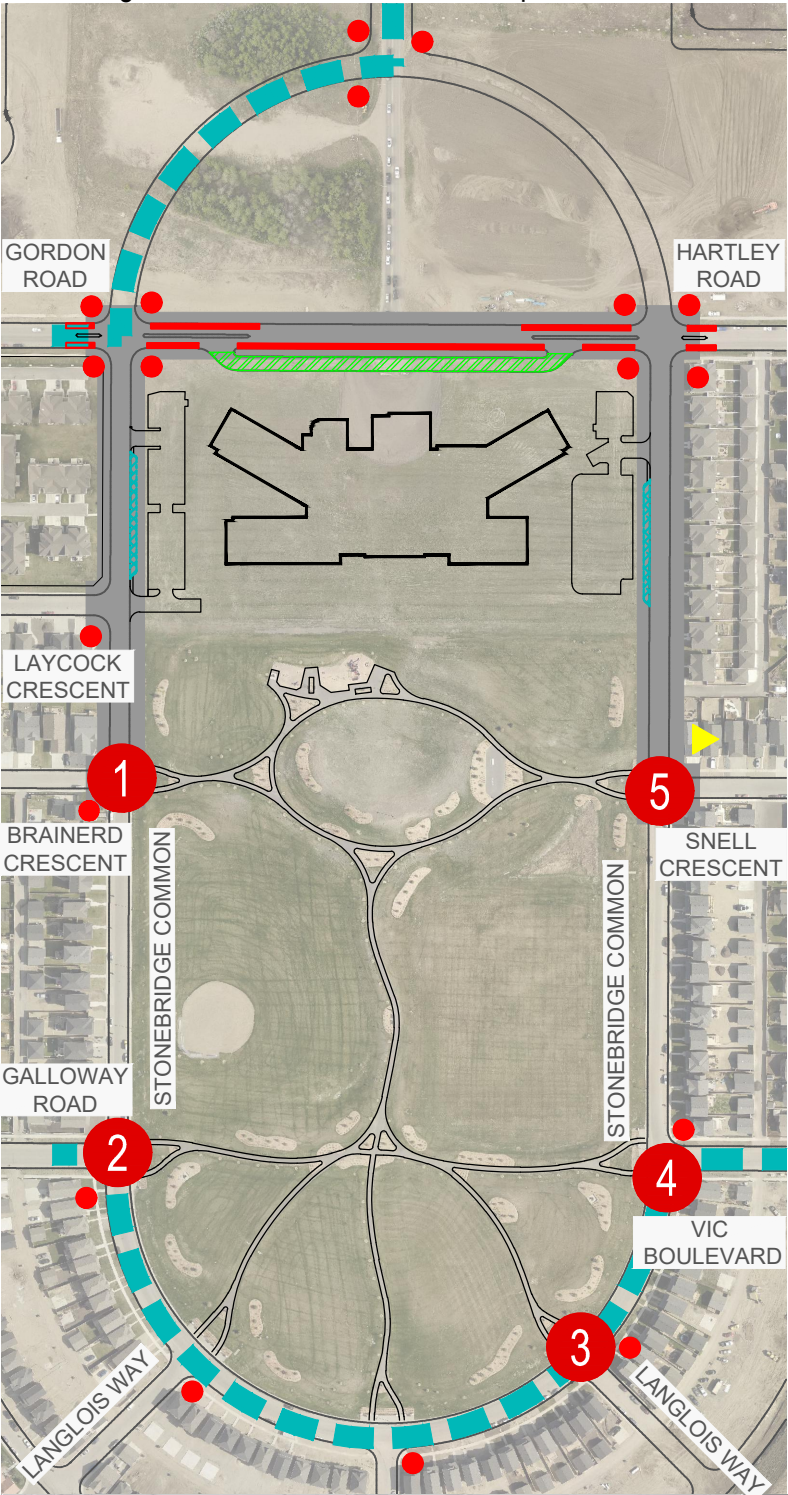 GORDON
ROAD
HARTLEY
ROAD
LAYCOCK
CRESCENT
1
5
BRAINERD
CRESCENT
SNELL
CRESCENT
STONEBRIDGE COMMON
STONEBRIDGE COMMON
GALLOWAY
ROAD
2
4
VIC
BOULEVARD
3
LANGLOIS WAY
LANGLOIS WAY